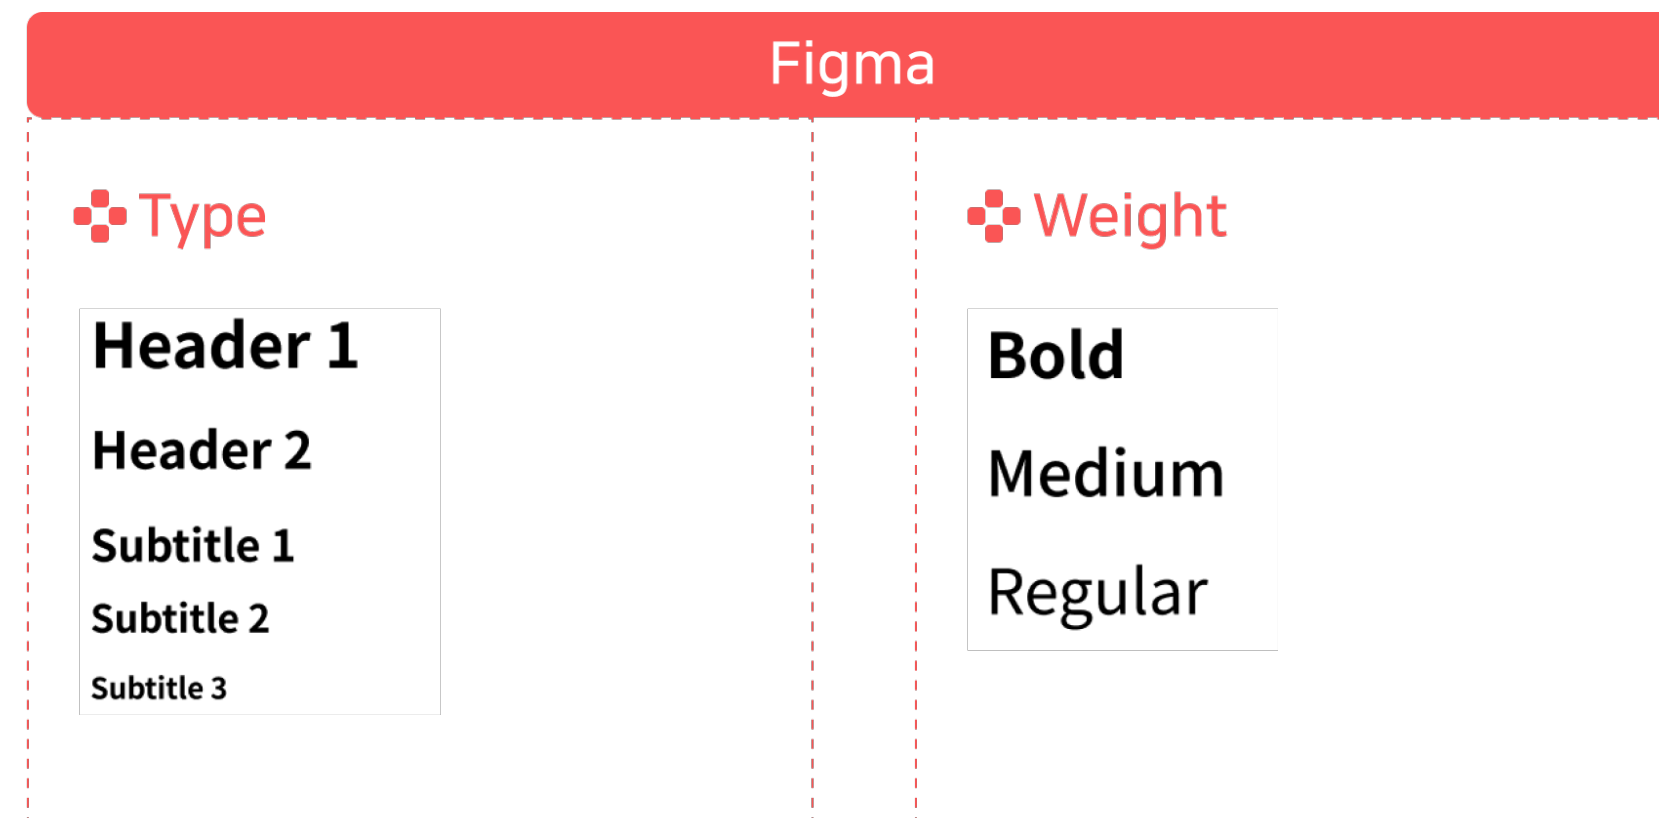 Figma
Type
Header 1
Header 2
Subtitle 1
Subtitle 2
Subtitle 3
Weight
Bold
Medium
Regular